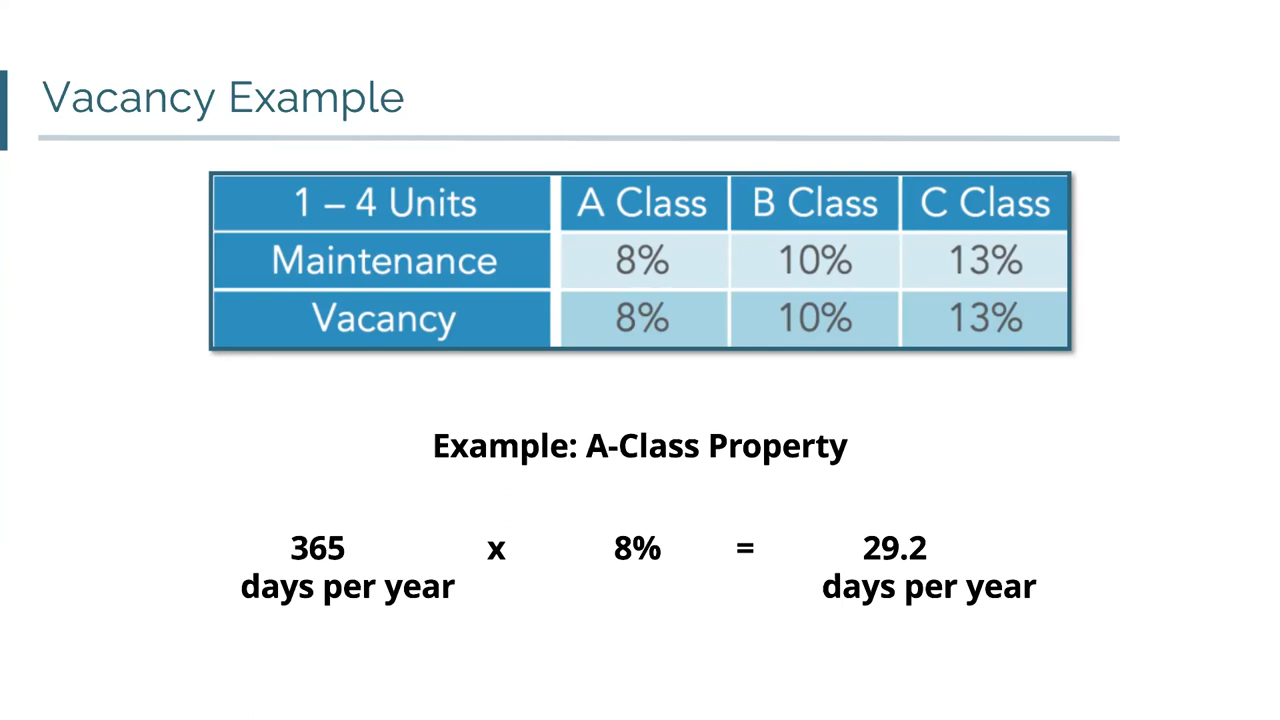 Vacancy Example
1 – 4 Units A Class B Class C Class
Maintenance 8% 10% 13%
Vacancy 8% 10% 13%
Example: A-Class Property
365 x 8% = 29.2
days per year days per year